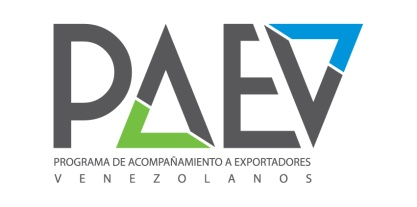 PAEV
PROGRAMA DE ACOMPAÑAMIENTO A EXPORTADORES
VENEZOLANOS